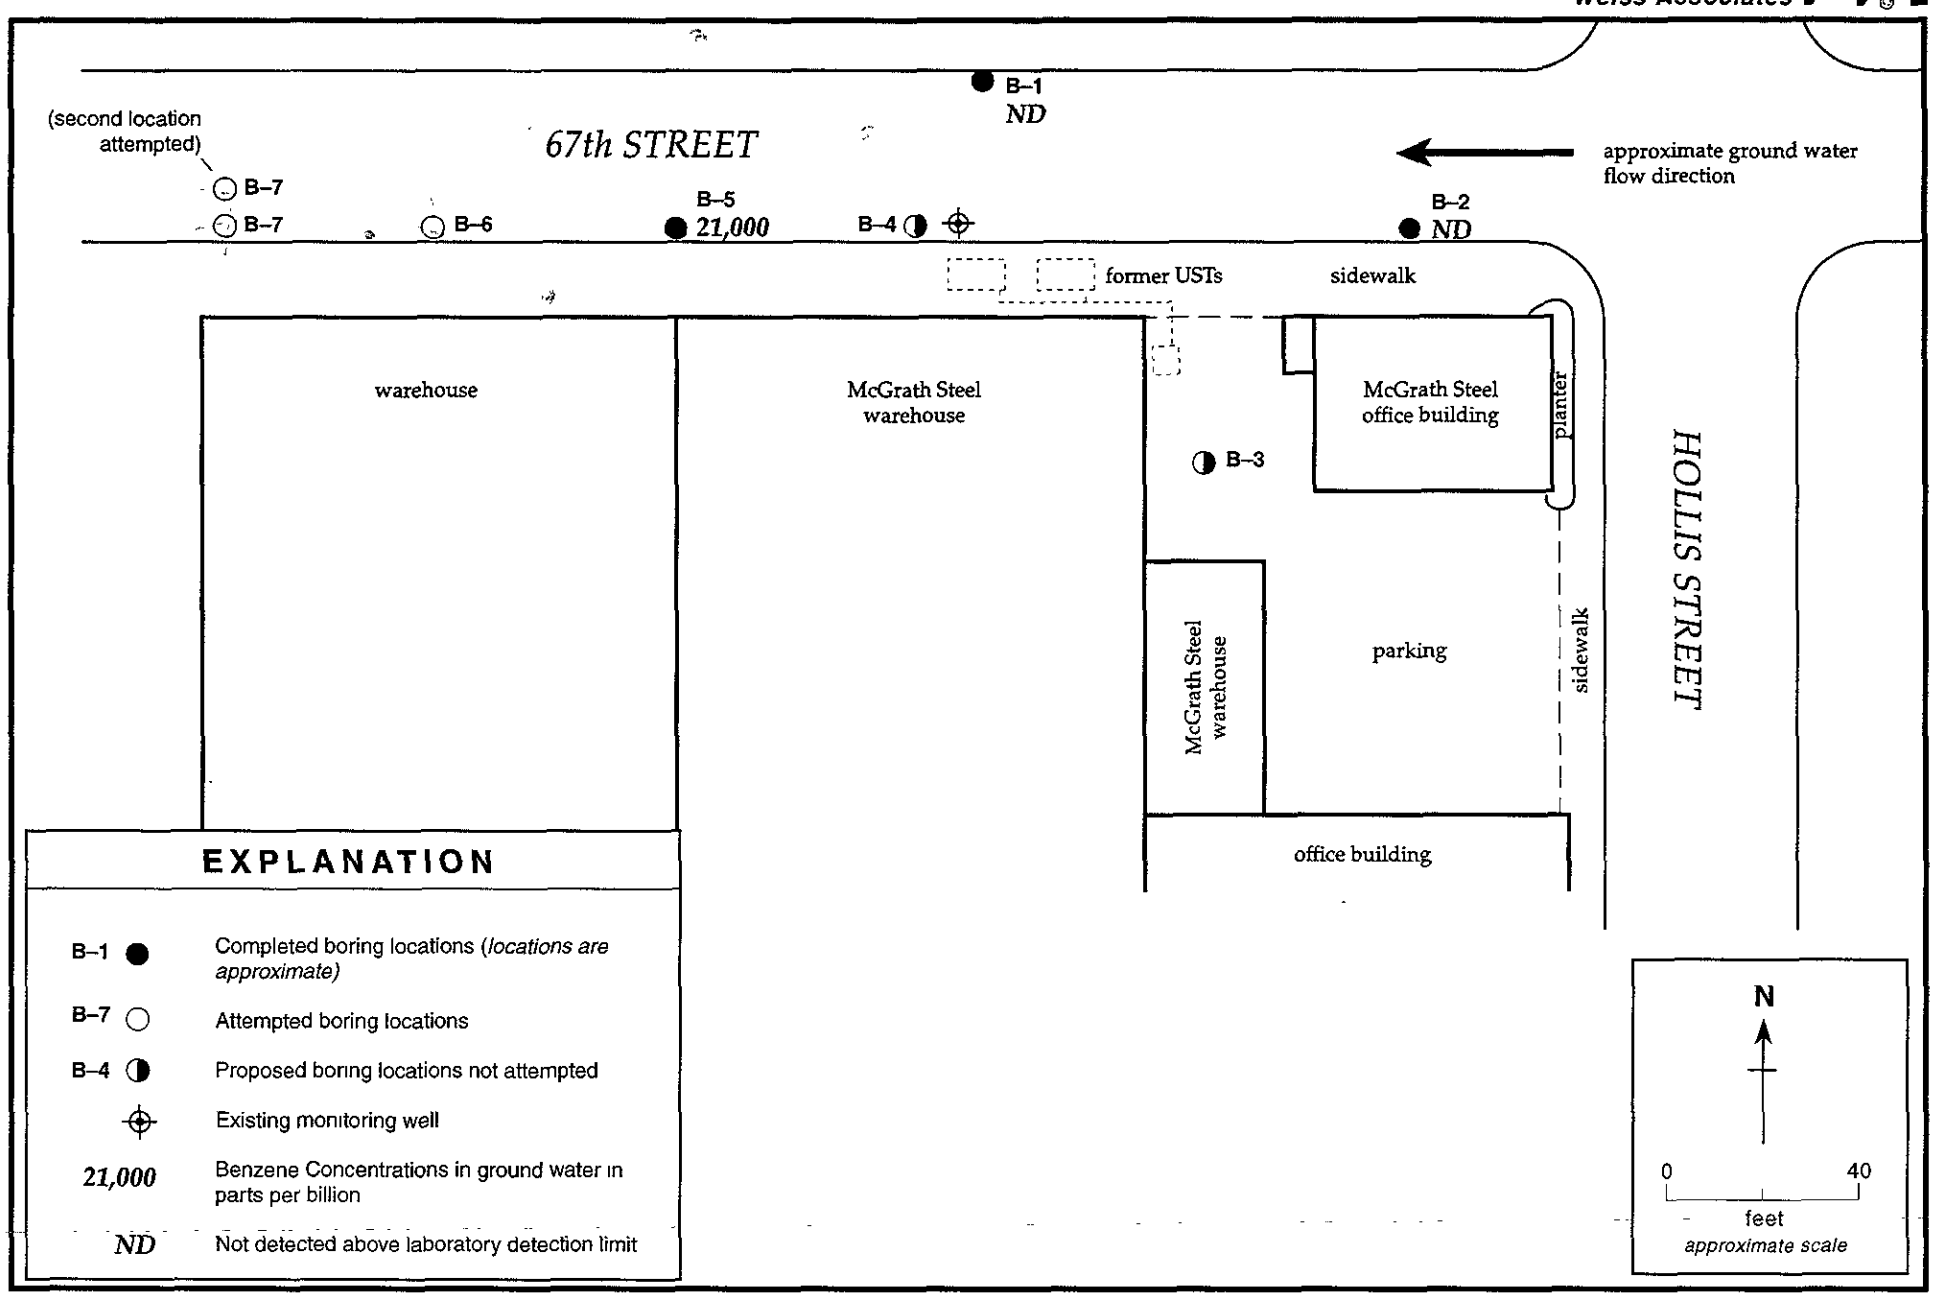 Weiss Associates
B–1
ND
(second location
attempted)
67th STREET
approximate ground water
flow direction
B–7
B–7
B–6
B–5
21,000
B–4
B–2
ND
former USTs
sidewalk
warehouse
McGrath Steel
warehouse
McGrath Steel
office building
planter
B–3
HOLLIS STREET
McGrath Steel
warehouse
parking
sidewalk
office building
EXPLANATION
B–1 Completed boring locations (locations are
approximate)
B–7 Attempted boring locations
B–4 Proposed boring locations not attempted
Existing monitoring well
21,000 Benzene Concentrations in ground water in
parts per billion
ND Not detected above laboratory detection limit
N
0 40
feet
approximate scale